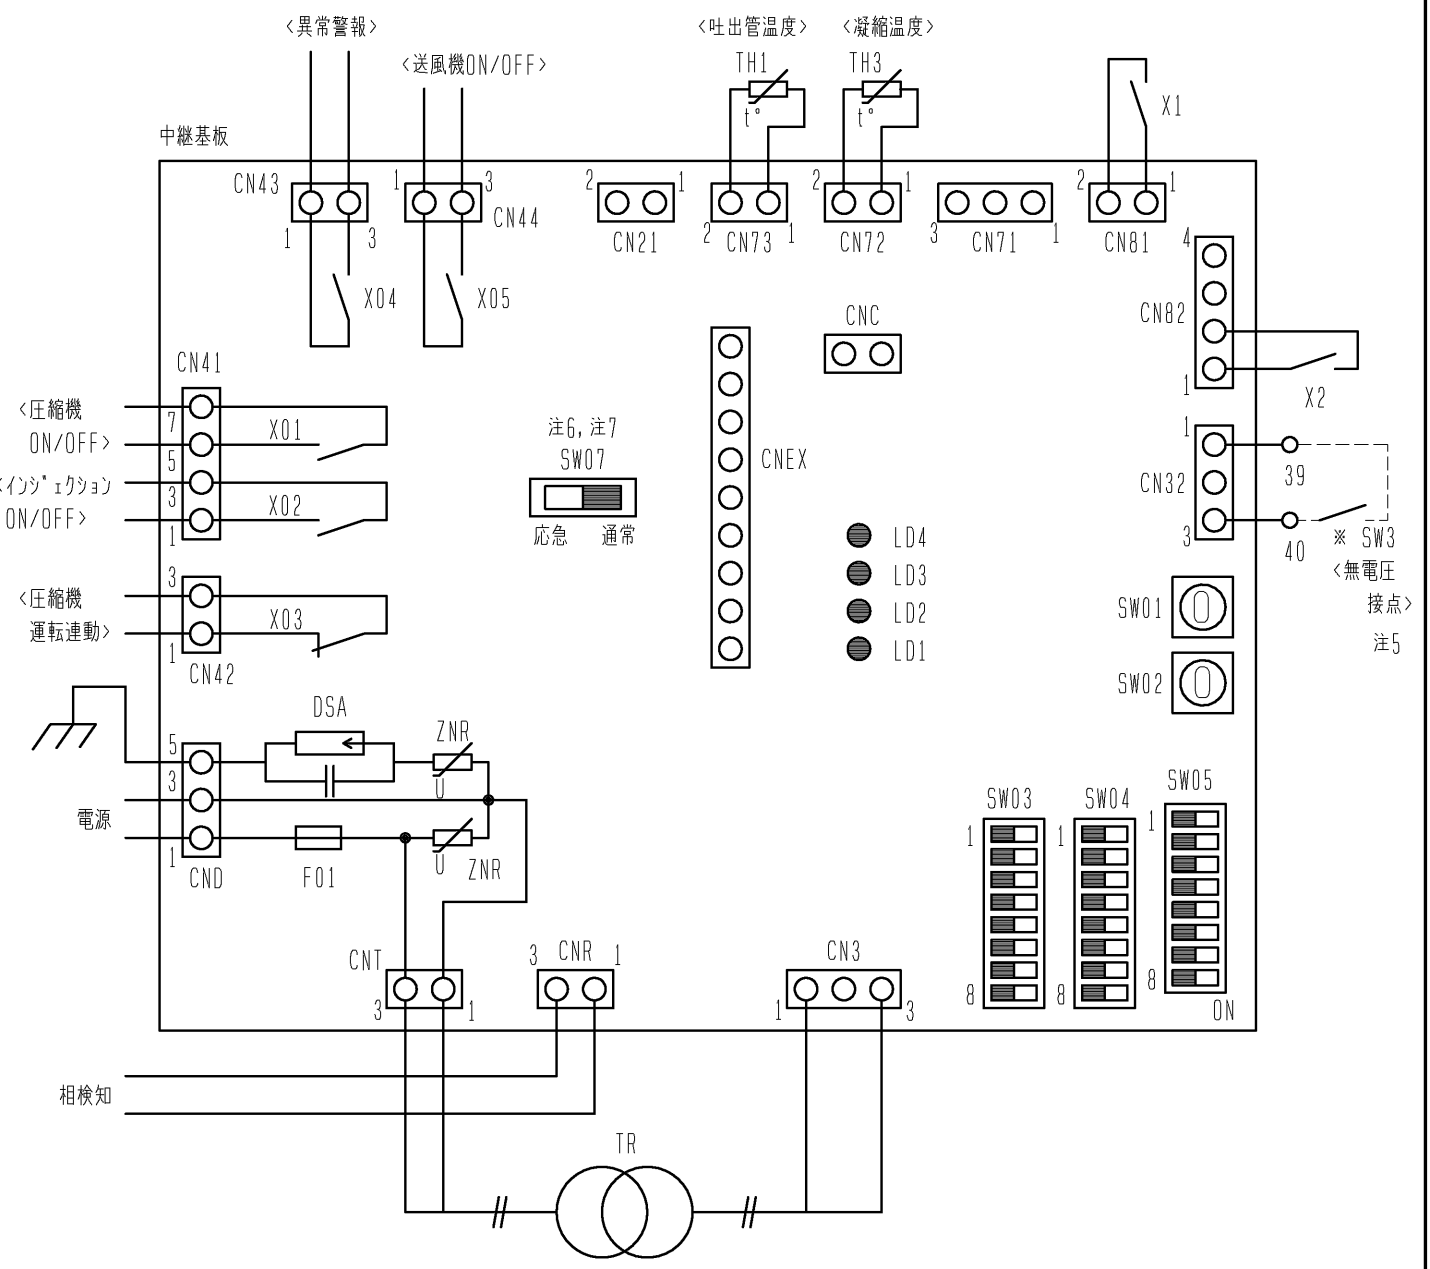 <異常警報>
<送風機ON/OFF>
<吐出管温度>
TH1
t°
<凝縮温度>
TH3
t°
X1
中継基板
CN43
1
3
1
3
CN44
2
1
CN21
2
1
CN73
2
1
CN72
3
1
CN71
2
1
CN81
X04
X05
4
CN82
1
X2
CNC
CN41
<圧縮機
ON/OFF>
7
5
X01
<インジェクション
ON/OFF>
3
1
X02
注6,注7
SW07
応急 通常
CNEX
1
CN32
3
39
40
※ SW3
<無電圧
接点>
注5
LD4
LD3
LD2
LD1
SW01
SW02
<圧縮機
運転連動>
3
1
X03
CN42
DSA
ZNR
U
5
3
電源
1
CND
F01
U
ZNR
SW03
1
8
SW04
1
8
SW05
1
8
ON
CNT
3
1
3 CNR 1
CN3
1
3
相検知
TR